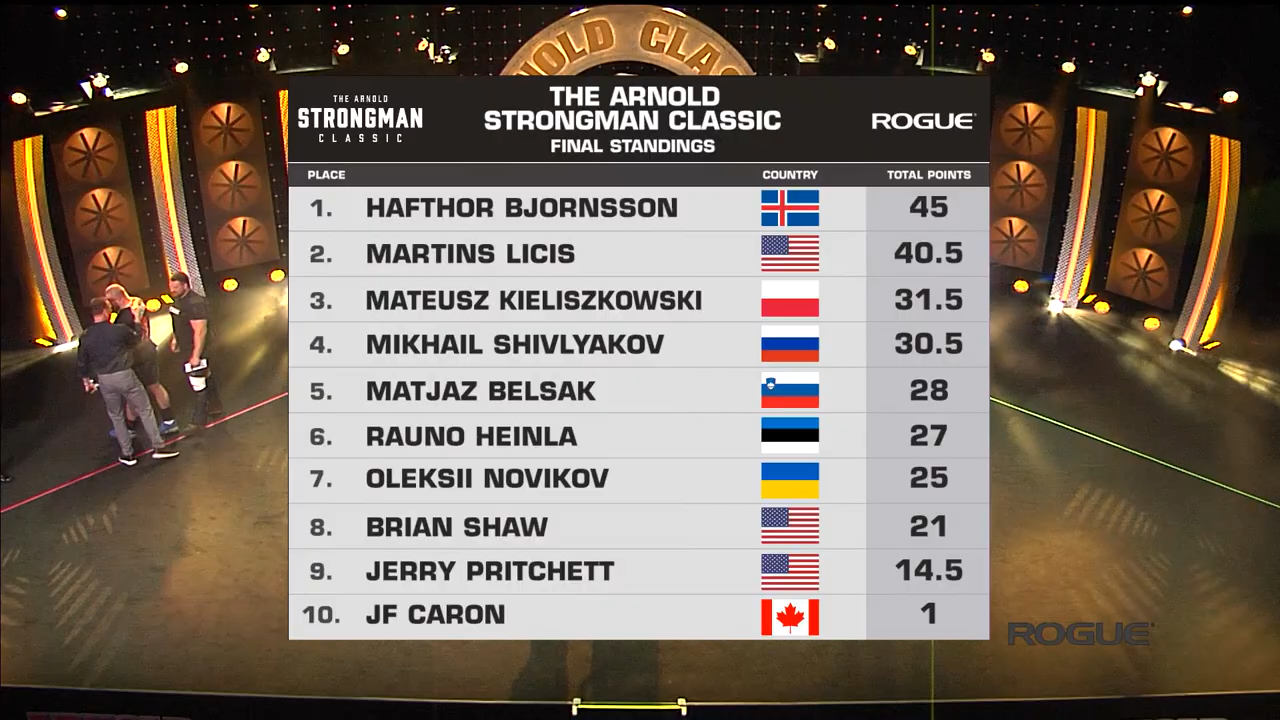 NOLD CLAS
THE ARNOLD
STRONGMAN
CLASSIC
THE ARNOLD
STRONGMAN CLASSIC
FINAL STANDINGS
ROGUE
PLACE COUNTRY TOTAL POINTS
1. HAFTHOR BJORNSSON 45
2. MARTINS LICIS 40.5
3. MATEUSZ KIELISZKOWSKI 31.5
4. MIKHAIL SHIVLYAKOV 30.5
5. MATJAZ BELSAK 28
6. RAUNO HEINLA 27
7. OLEKSII NOVIKOV 25
8. BRIAN SHAW 21
9. JERRY PRITCHETT 14.5
10. JF CARON 1
ROGUE